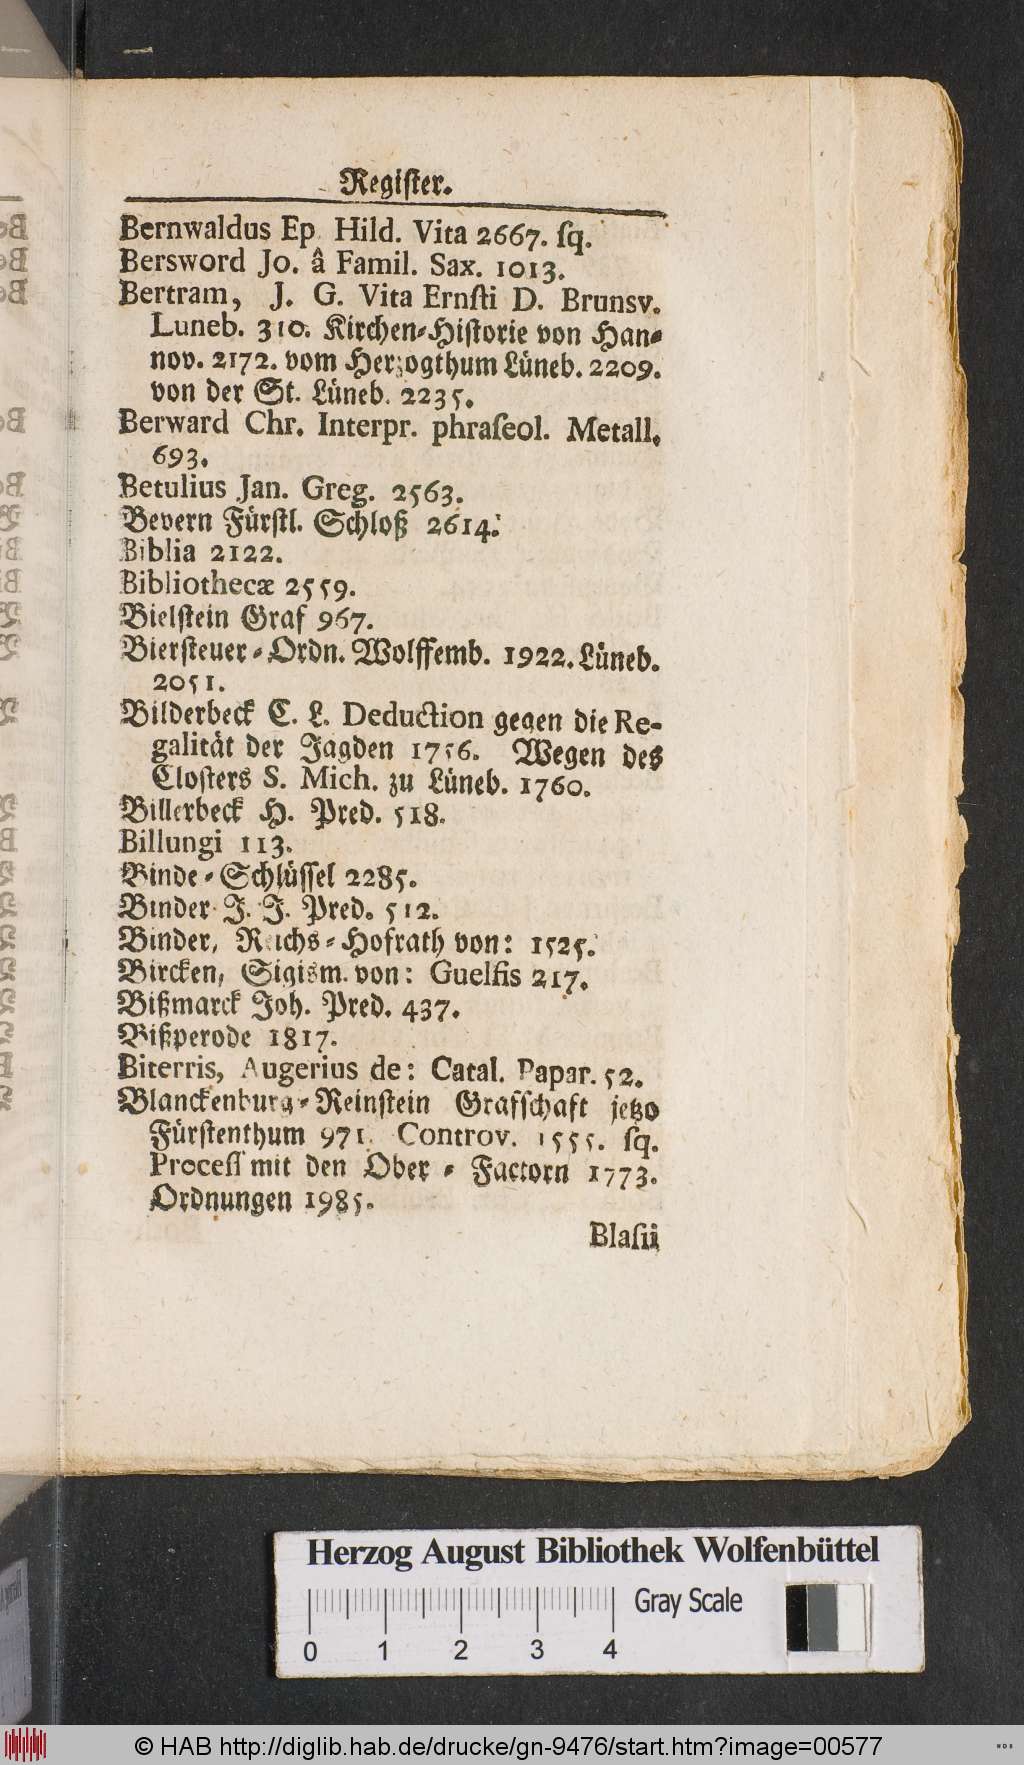 Regiſter.
Bernwaldus Ep. Hild. Vita 2667. ſq.
Bersword Jo. â Famil. Sax. 1013.
Bertram, J. G. Vita Ernſti D. Brunsv.
Luneb. 310. Kirchen-Hiſtorie von Han-
nov. 2172. vom Herzogthum Lüneb. 2209.
von der St. Lüneb. 2235.
Berward Chr. Interpr. phraſeol. Metall.
693.
Betulius Jan. Greg. 2563.
Bevern Fürſtl. Schloß 2614.
Biblia 2122.
Bibliothecæ 2559.
Bielſtein Graf 967.
Bierſteuer-Ordn. Wolffemb. 1922. Lüneb.
2051.
Bilderbeck C. L. Deduction gegen die Re-
galität der Jagden 1756. Wegen des
Cloſters S. Mich. zu Lüneb. 1760.
Billerbeck H. Pred. 518.
Billungi 113.
Binde-Schlüſſel 2285.
Binder J. J. Pred. 512.
Binder, Reichs-Hofrath von: 1525.
Bircken, Sigism. von: Guelfis 217.
Bißmarck Joh. Pred. 437.
Bißperode 1817.
Biterris, Augerius de: Catal. Papar. 52.
Blanckenburg-Reinſtein Grafſchaft jetzo
Fürſtenthum 971. Controv. 1555. ſq.
Proceſſ mit den Ober-Factorn 1773.
Ordnungen 1985.
Blaſii
Herzog August Bibliothek Wolfenbüttel
Gray Scale
0 1 2 3 4
© HAB http://diglib.hab.de/drucke/gn-9476/start.htm?image=00577